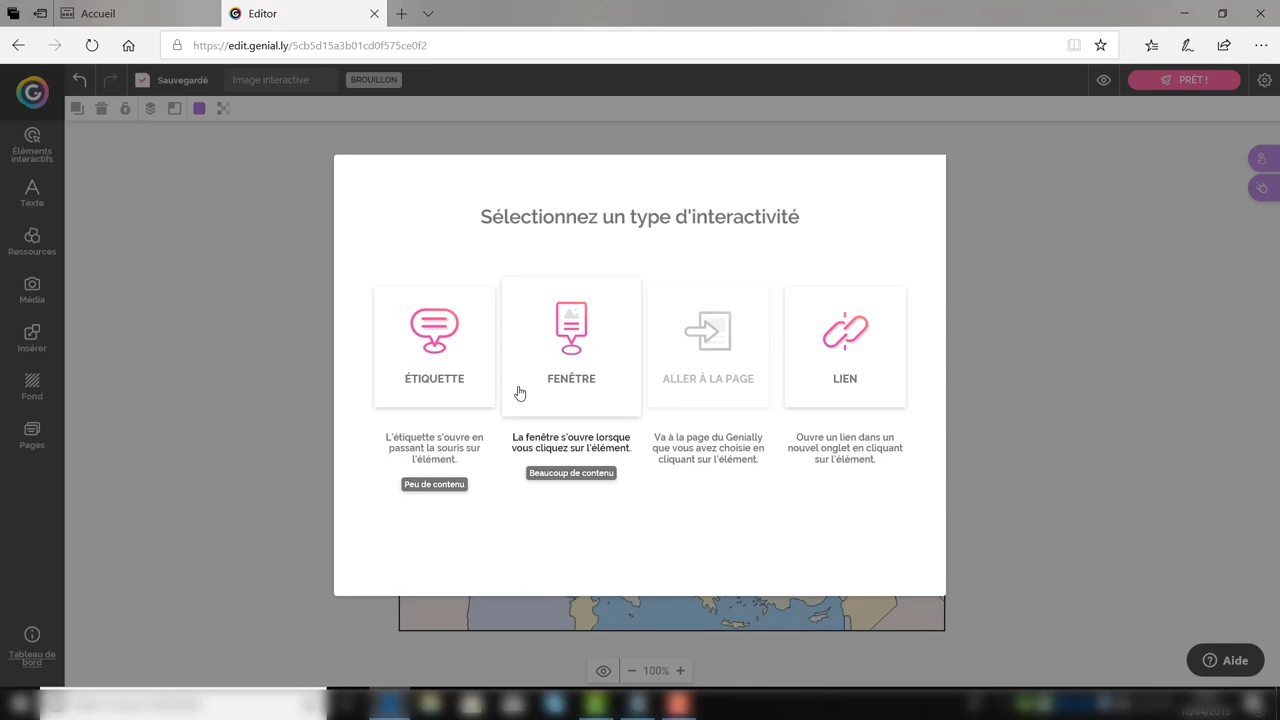 Accueil
Editor
https://edit.genial.ly/5cb5d15a3b01cd0f575ce0f2
Sauvegardé
Image interactive
BROUILLON
PRÊT !
Éléments
interactifs
Texte
Ressources
Média
Insérer
Fond
Pages
Tableau de
bord
Sélectionnez un type d'interactivité
ÉTIQUETTE
FENÊTRE
ALLER À LA PAGE
LIEN
L'étiquette s'ouvre en
passant la souris sur
l'élément.
Peu de contenu
La fenêtre s'ouvre lorsque
vous cliquez sur l'élément.
Beaucoup de contenu
Va à la page du Genially
que vous avez choisie en
cliquant sur l'élément.
Ouvre un lien dans un
nouvel onglet en cliquant
sur l'élément.
100%
Aide
18/04/2019